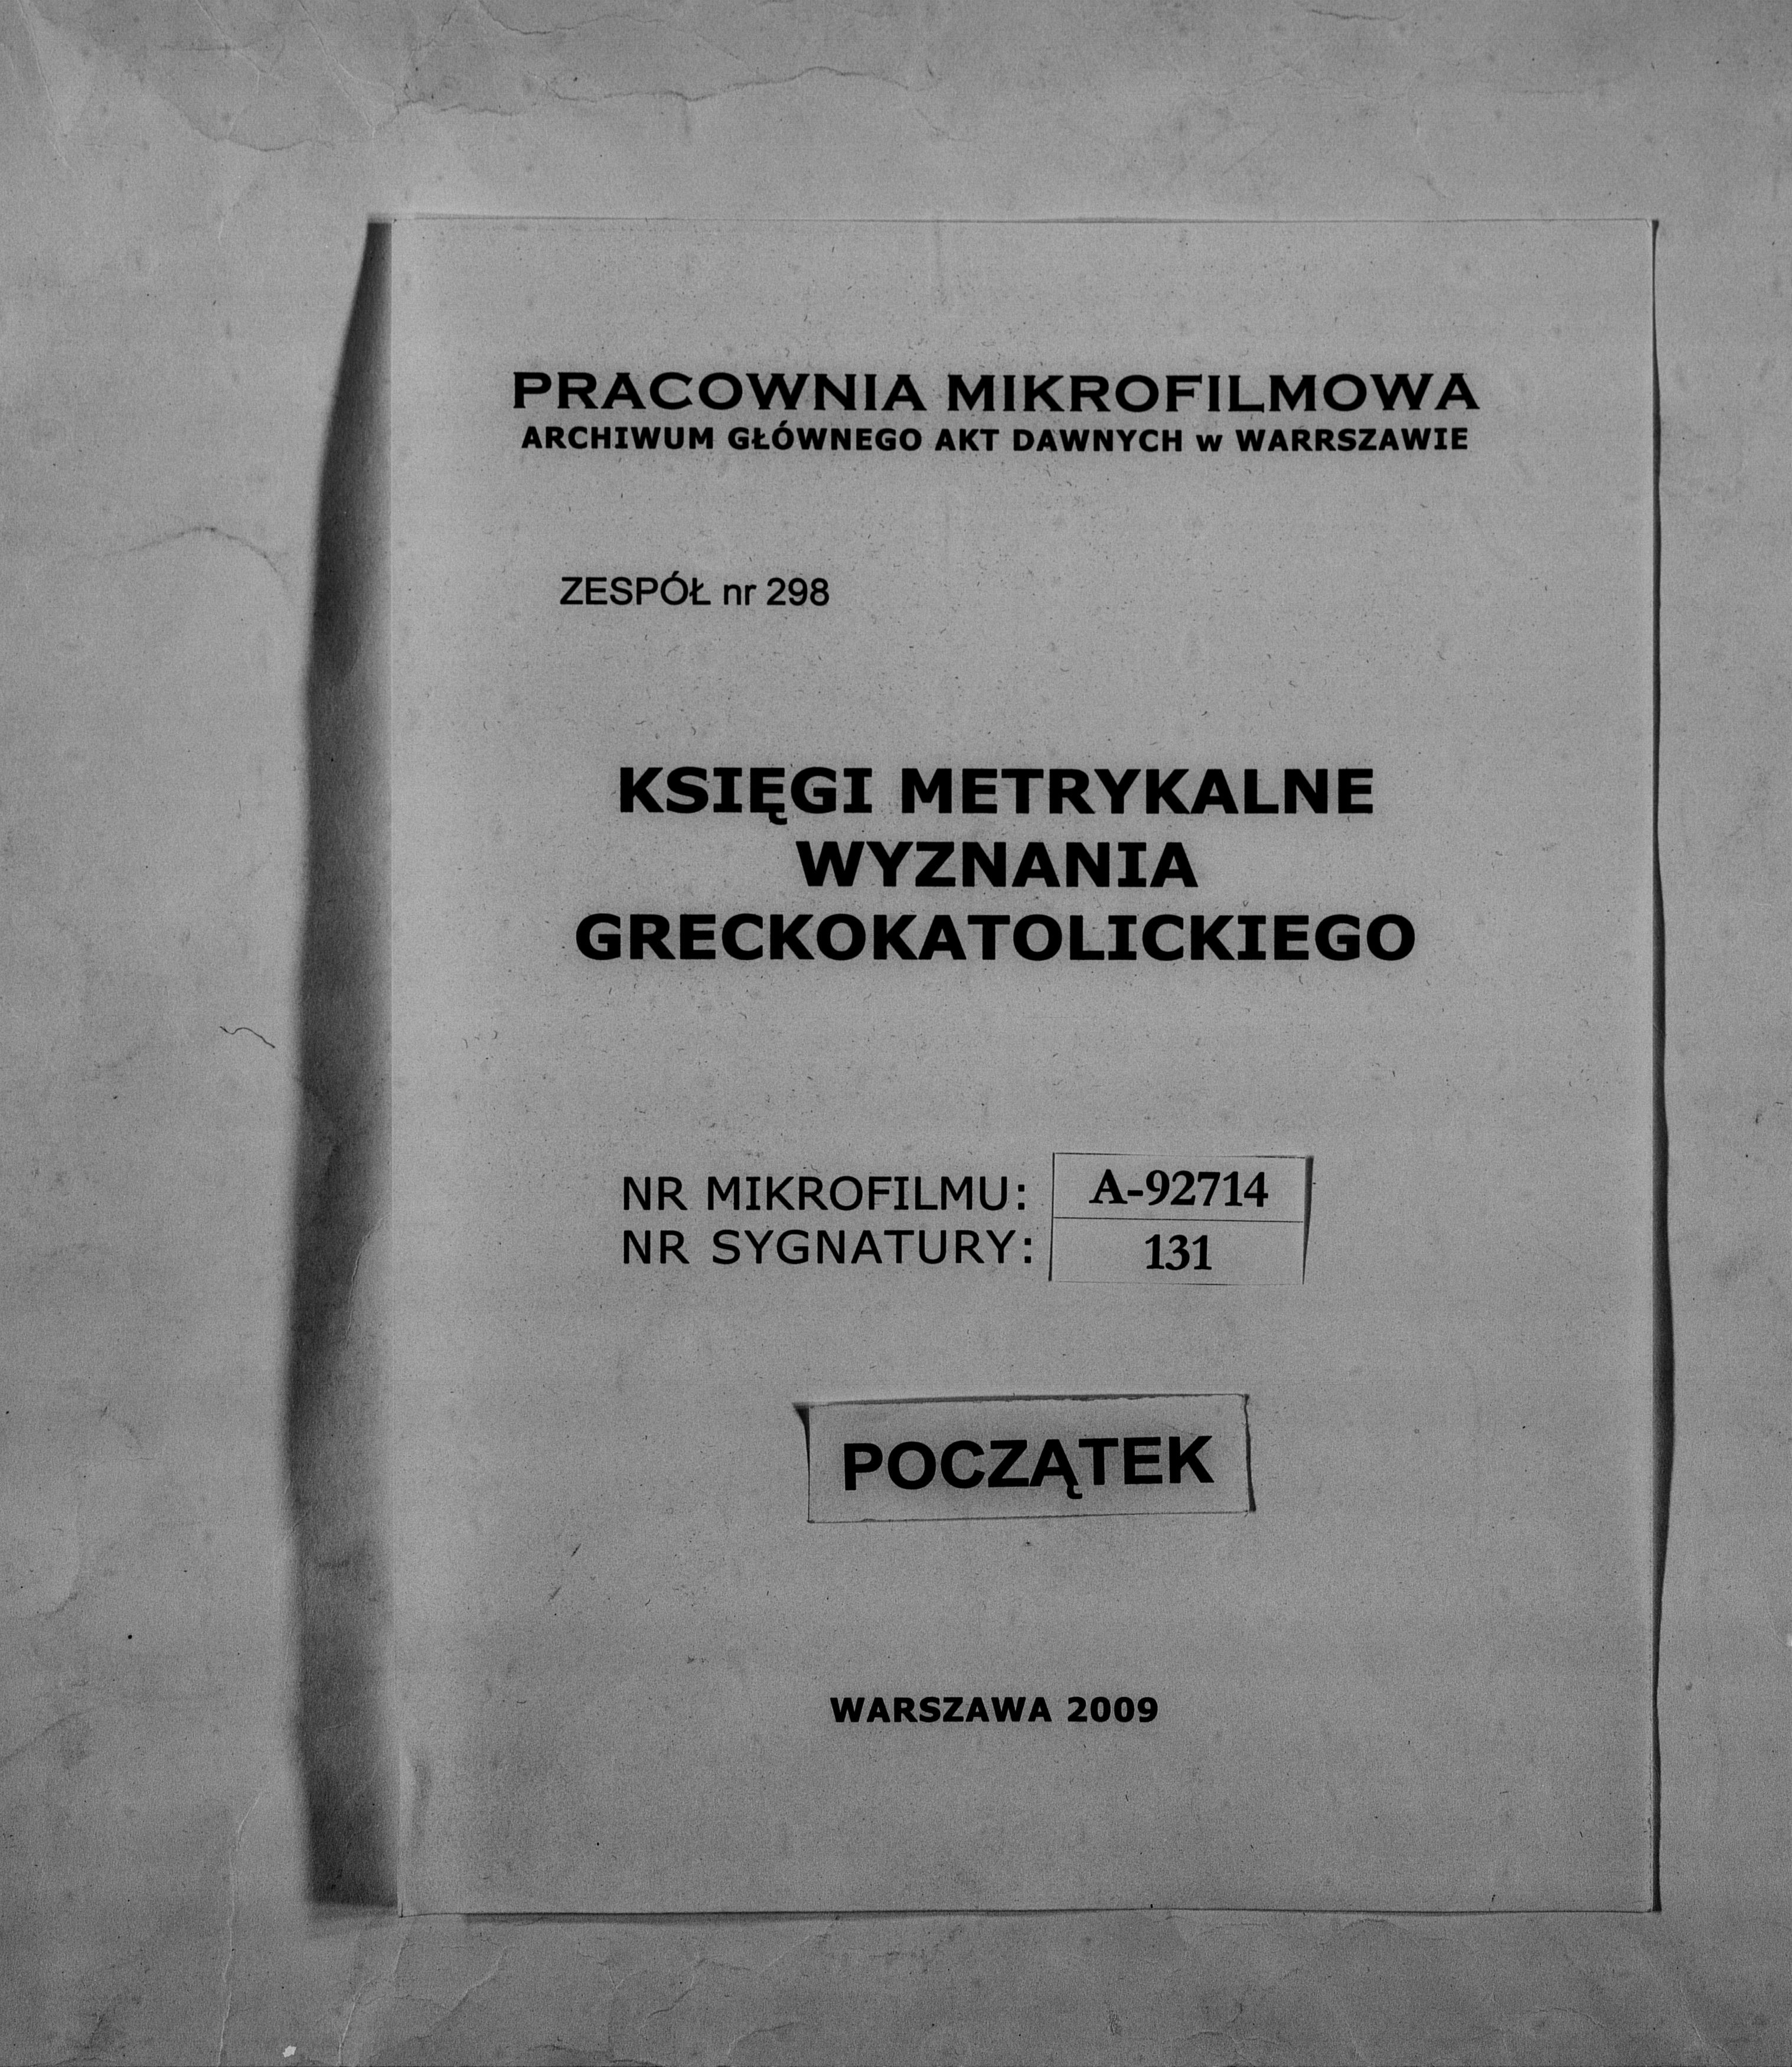 PRACOWNIA MIKROFILMOWA
ARCHIWUM GŁÓWNEGO AKT DAWNYCH w WARRSZAWIE
ZESPÓŁ nr 298
KSIĘGI METRYKALNE
WYZNANIA
GRECKOKATOLICKIEGO
NR MIKROFILMU: A-92714
NR SYGNATURY: 131
POCZĄTEK
WARSZAWA 2009